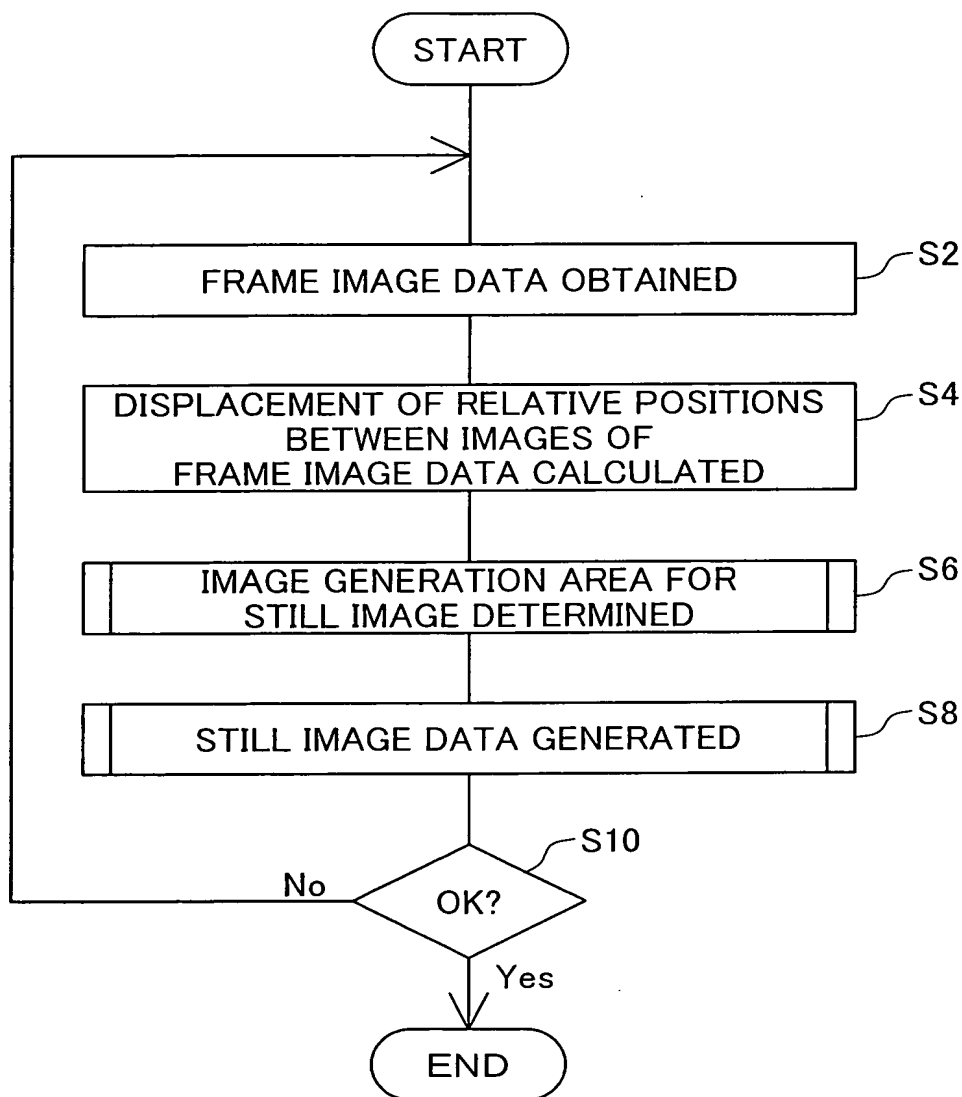 START
FRAME IMAGE DATA OBTAINED
S2
DISPLACEMENT OF RELATIVE POSITIONS
BETWEEN IMAGES OF
FRAME IMAGE DATA CALCULATED
S4
IMAGE GENERATION AREA FOR
STILL IMAGE DETERMINED
S6
STILL IMAGE DATA GENERATED
S8
S10
No
OK?
Yes
END